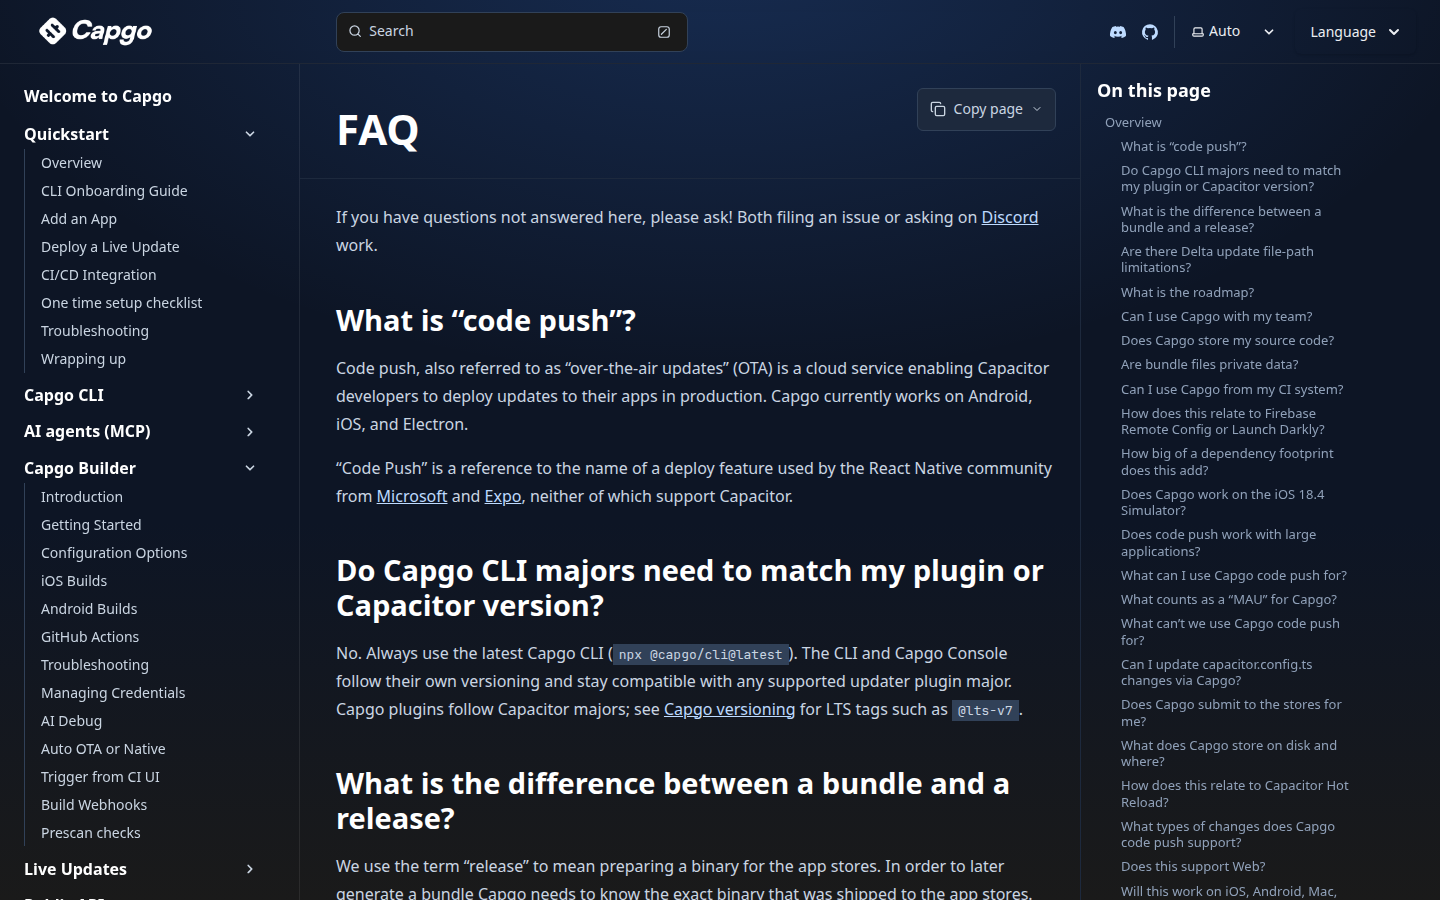 Capgo
Search
Auto
Language
Welcome to Capgo
Quickstart
Overview
CLI Onboarding Guide
Add an App
Deploy a Live Update
CI/CD Integration
One time setup checklist
Troubleshooting
Wrapping up
Capgo CLI
AI agents (MCP)
Capgo Builder
Introduction
Getting Started
Configuration Options
iOS Builds
Android Builds
GitHub Actions
Troubleshooting
Managing Credentials
AI Debug
Auto OTA or Native
Trigger from CI UI
Build Webhooks
Prescan checks
Live Updates
FAQ
Copy page
If you have questions not answered here, please ask! Both filing an issue or asking on Discord
work.
What is “code push”?
Code push, also referred to as “over-the-air updates” (OTA) is a cloud service enabling Capacitor
developers to deploy updates to their apps in production. Capgo currently works on Android,
iOS, and Electron.
“Code Push” is a reference to the name of a deploy feature used by the React Native community
from Microsoft and Expo, neither of which support Capacitor.
Do Capgo CLI majors need to match my plugin or
Capacitor version?
No. Always use the latest Capgo CLI (npx @capgo/cli@latest). The CLI and Capgo Console
follow their own versioning and stay compatible with any supported updater plugin major.
Capgo plugins follow Capacitor majors; see Capgo versioning for LTS tags such as @lts-v7.
What is the difference between a bundle and a
release?
We use the term “release” to mean preparing a binary for the app stores. In order to later
generate a bundle Capgo needs to know the exact binary that was shipped to the app stores.
On this page
Overview
What is “code push”?
Do Capgo CLI majors need to match
my plugin or Capacitor version?
What is the difference between a
bundle and a release?
Are there Delta update file-path
limitations?
What is the roadmap?
Can I use Capgo with my team?
Does Capgo store my source code?
Are bundle files private data?
Can I use Capgo from my CI system?
How does this relate to Firebase
Remote Config or Launch Darkly?
How big of a dependency footprint
does this add?
Does Capgo work on the iOS 18.4
Simulator?
Does code push work with large
applications?
What can I use Capgo code push for?
What counts as a “MAU” for Capgo?
What can’t we use Capgo code push
for?
Can I update capacitor.config.ts
changes via Capgo?
Does Capgo submit to the stores for
me?
What does Capgo store on disk and
where?
How does this relate to Capacitor Hot
Reload?
What types of changes does Capgo
code push support?
Does this support Web?
Will this work on iOS, Android, Mac,